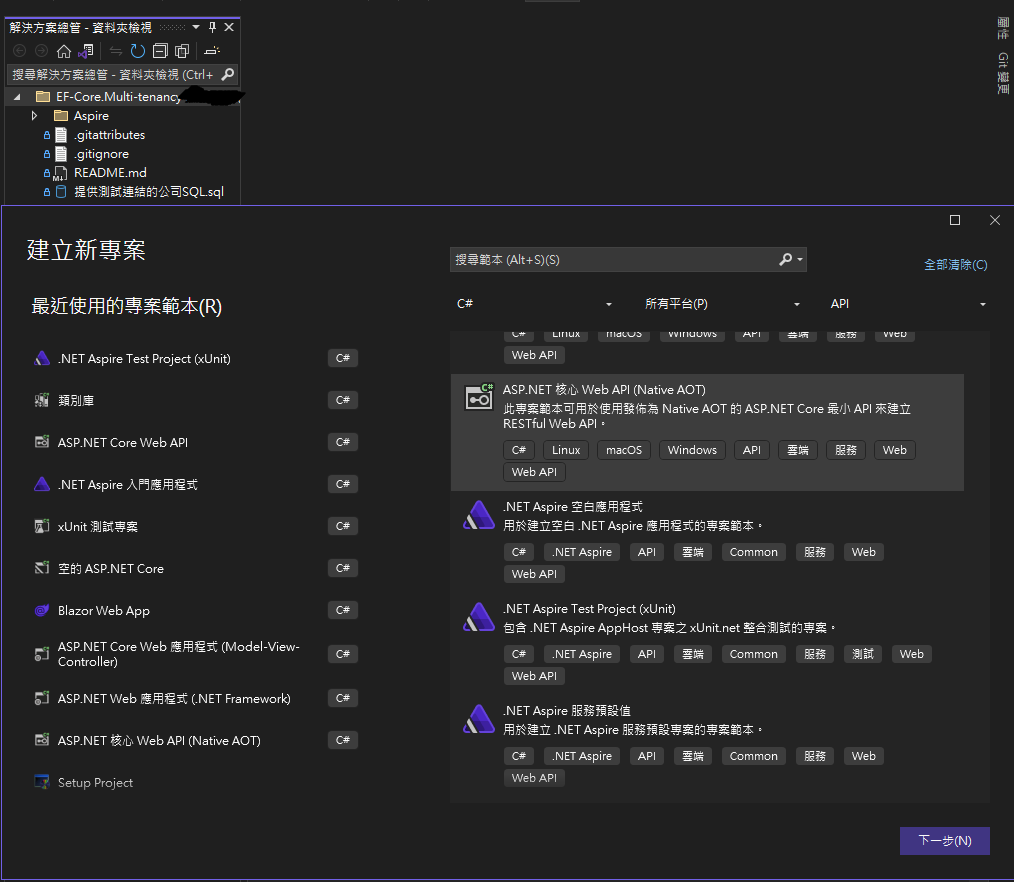 解決方案總管 - 資料夾檢視
搜尋解決方案總管 - 資料夾檢視 (Ctrl+
EF-Core.Multi-tenancy
Aspire
.gitattributes
.gitignore
README.md
提供測試連結的公司SQL.sql
屬性
Git 變更
建立新專案
搜尋範本 (Alt+S)(S)
全部清除(C)
最近使用的專案範本(R)
C#
所有平台(P)
API
.NET Aspire Test Project (xUnit)
C#
類別庫
C#
ASP.NET Core Web API
C#
.NET Aspire 入門應用程式
C#
xUnit 測試專案
C#
空的 ASP.NET Core
C#
Blazor Web App
C#
ASP.NET Core Web 應用程式 (Model-View-
Controller)
C#
ASP.NET Web 應用程式 (.NET Framework)
C#
ASP.NET 核心 Web API (Native AOT)
C#
Setup Project
C# Linux macOS Windows API 雲端 服務 Web
Web API
ASP.NET 核心 Web API (Native AOT)
此專案範本可用於使用發佈為 Native AOT 的 ASP.NET Core 最小 API 來建立
RESTful Web API。
C# Linux macOS Windows API 雲端 服務 Web
Web API
.NET Aspire 空白應用程式
用於建立空白 .NET Aspire 應用程式的專案範本。
C# .NET Aspire API 雲端 Common 服務 Web
Web API
.NET Aspire Test Project (xUnit)
包含 .NET Aspire AppHost 專案之 xUnit.net 整合測試的專案。
C# .NET Aspire API 雲端 Common 服務 測試 Web
Web API
.NET Aspire 服務預設值
用於建立 .NET Aspire 服務預設專案的專案範本。
C# .NET Aspire API 雲端 Common 服務 Web
Web API
下一步(N)